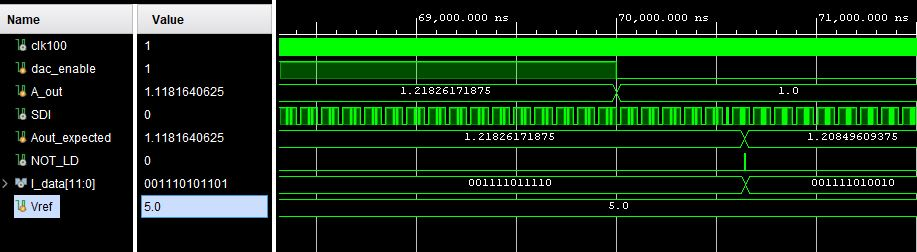 Name Value
clk100 1
dac_enable 1
A_out 1.1181640625
SDI 0
Aout_expected 1.1181640625
NOT_LD 0
I_data[11:0] 001110101101
Vref 5.0
69,000.000 ns 70,000.000 ns 71,000.000 ns
1.21826171875 1.0
1.21826171875 1.20849609375
001111011110 001111010010
5.0